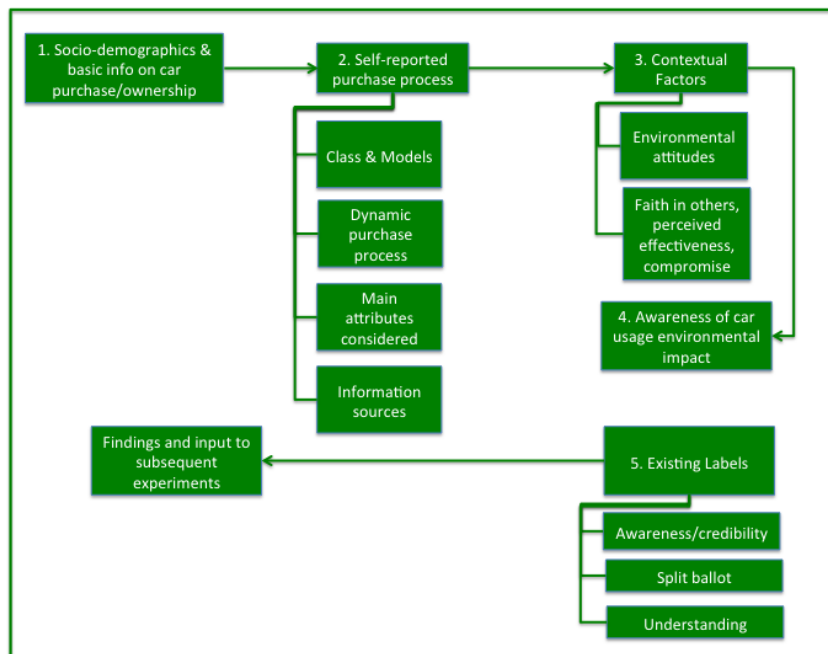 1. Socio-demographics &
basic info on car
purchase/ownership
2. Self-reported
purchase process
3. Contextual
Factors
Class & Models
Environmental
attitudes
Dynamic
purchase
process
Faith in others,
perceived
effectiveness,
compromise
Main
attributes
considered
4. Awareness of car
usage environmental
impact
Information
sources
Findings and input to
subsequent
experiments
5. Existing Labels
Awareness/credibility
Split ballot
Understanding